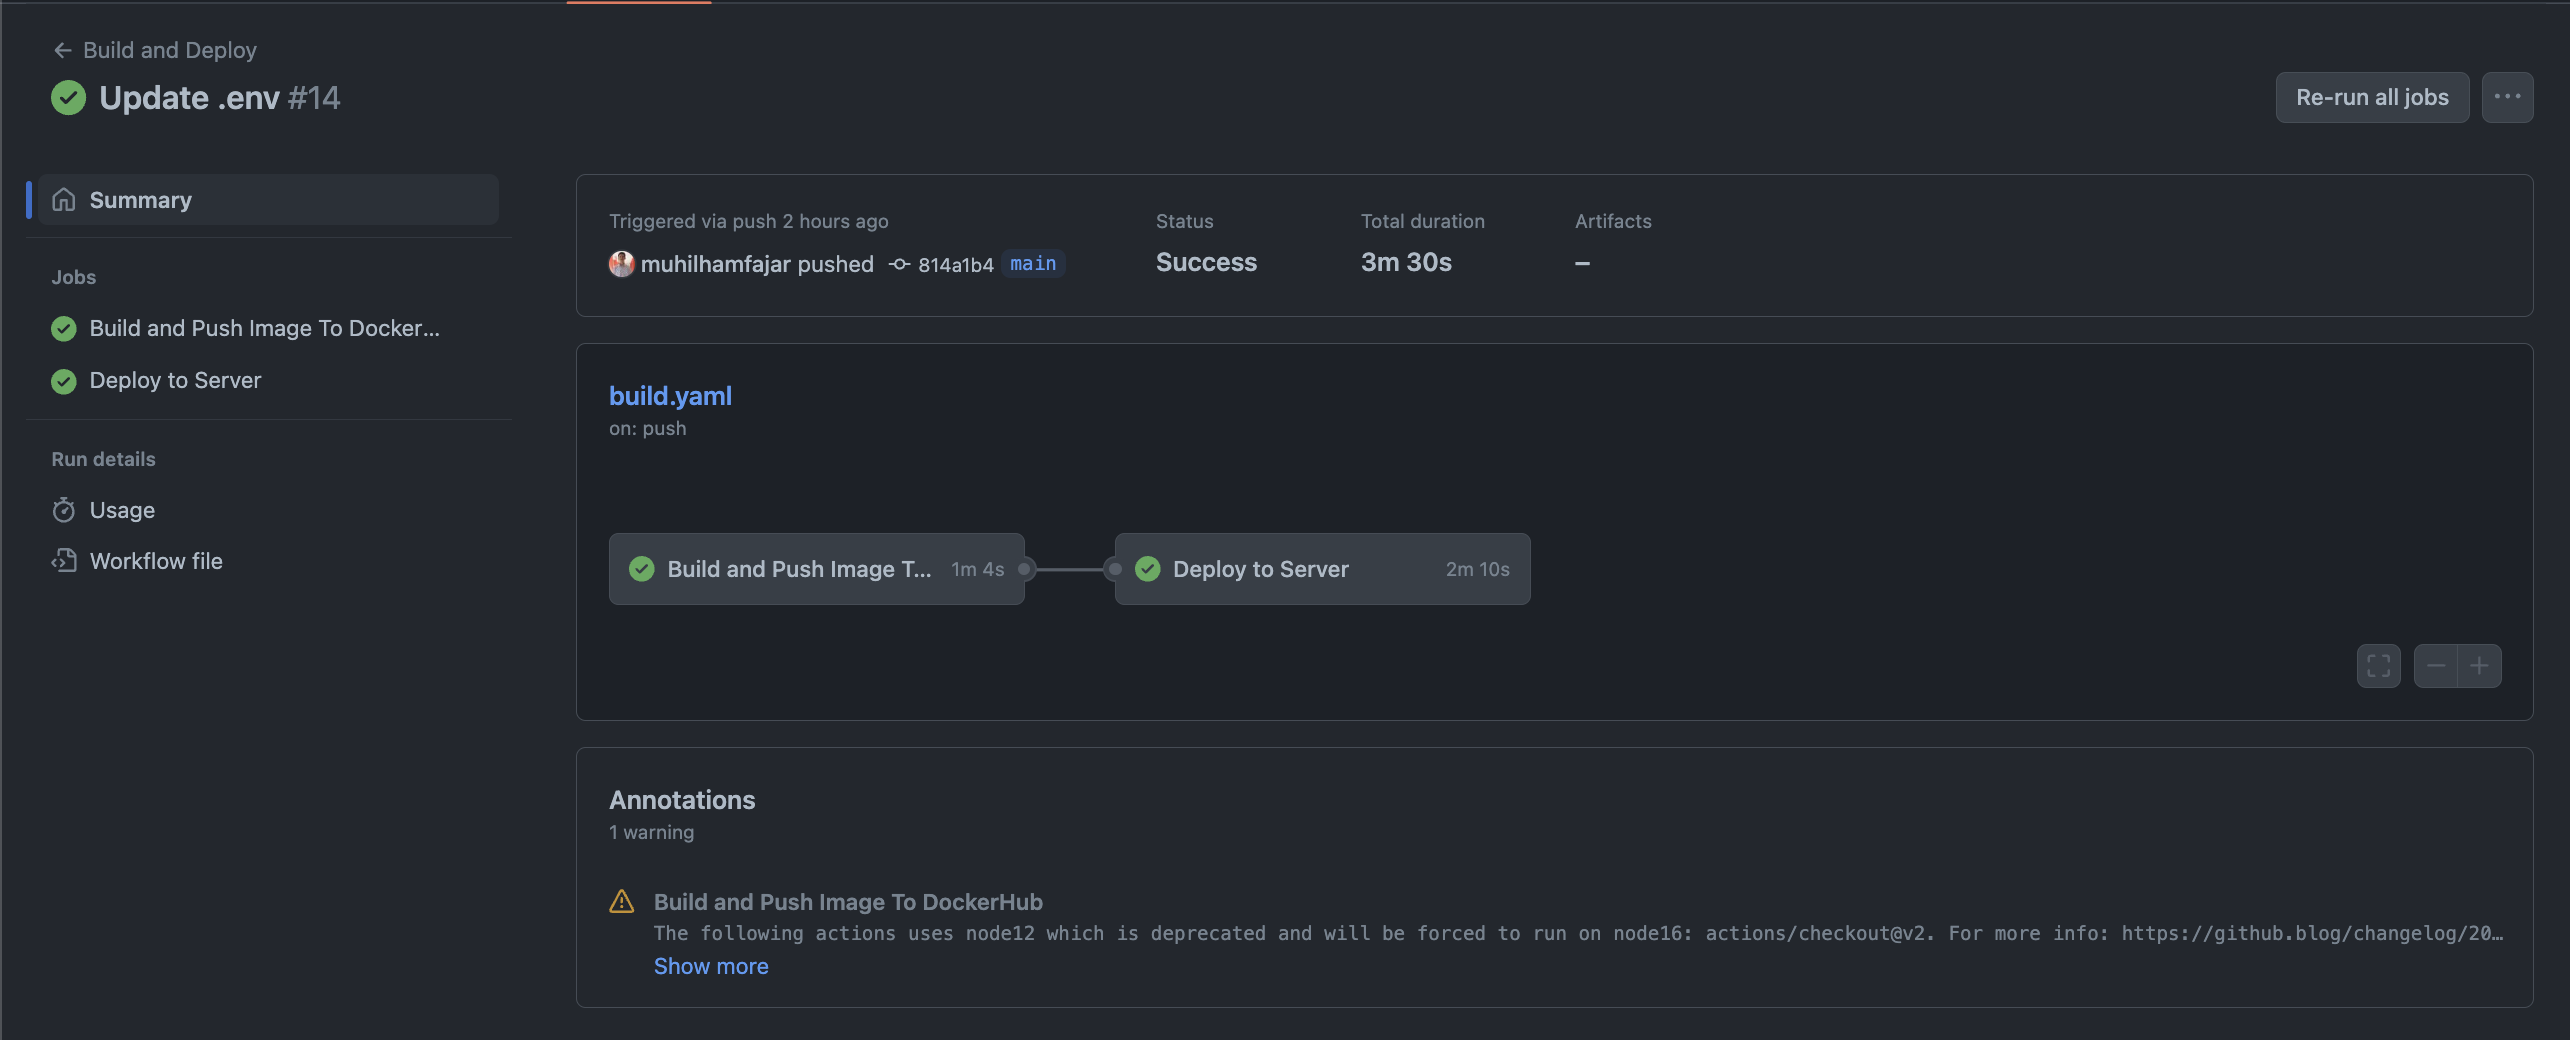 Build and Deploy
Update .env #14
Re-run all jobs
Summary
Jobs
Build and Push Image To Docker...
Deploy to Server
Run details
Usage
Workflow file
Triggered via push 2 hours ago
muhilhamfajar pushed 814a1b4 main
Status
Success
Total duration
3m 30s
Artifacts
–
build.yaml
on: push
Build and Push Image T... 1m 4s
Deploy to Server 2m 10s
Annotations
1 warning
Build and Push Image To DockerHub
The following actions uses node12 which is deprecated and will be forced to run on node16: actions/checkout@v2. For more info: https://github.blog/changelog/20…
Show more